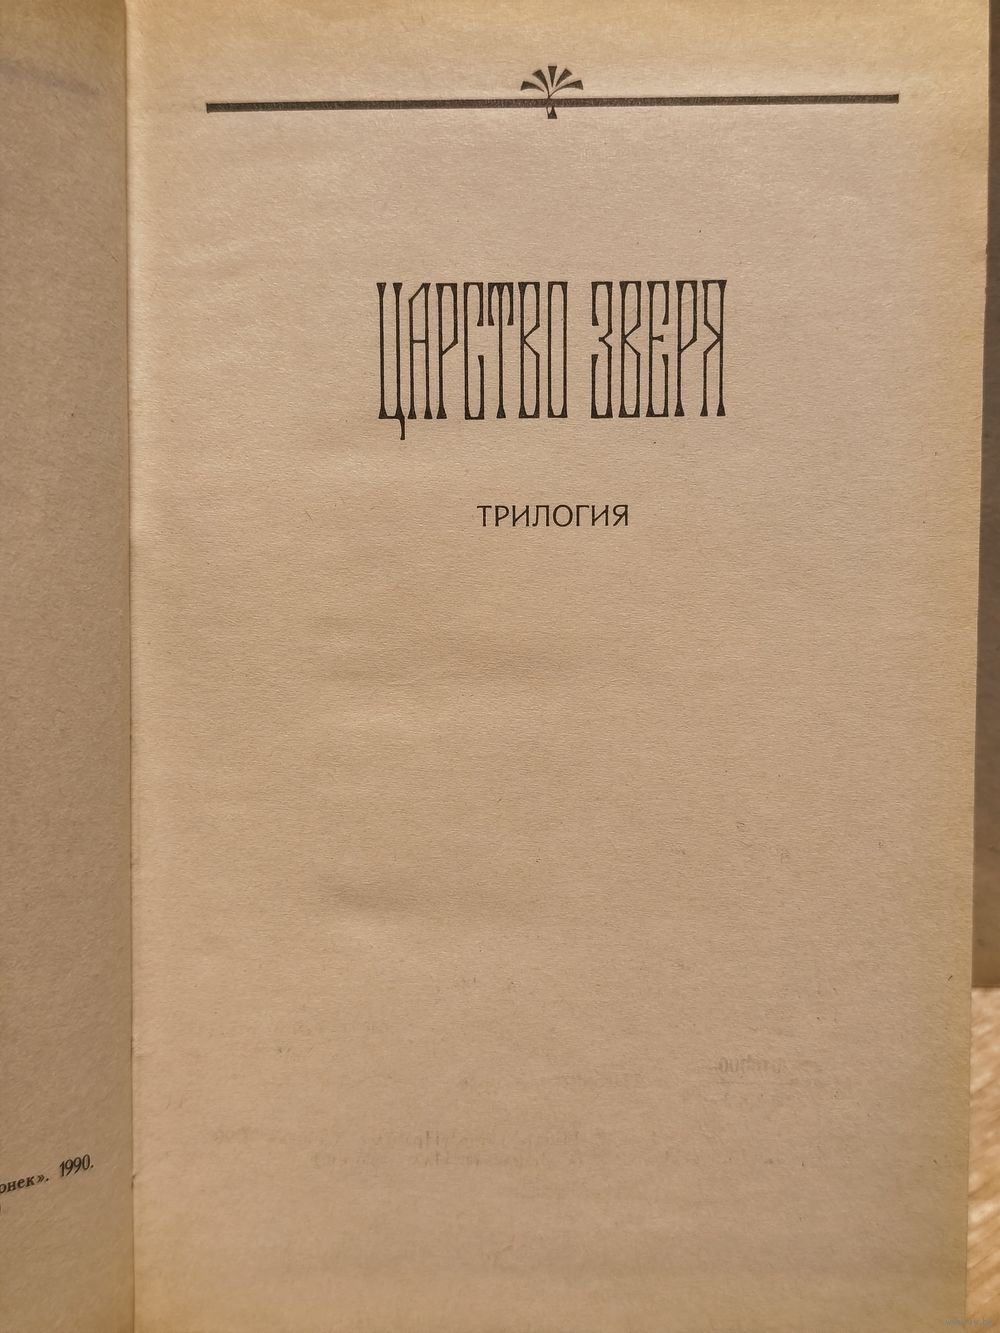 ЦАРСТВО ЗВЕРЯ
ТРИЛОГИЯ
онек». 1990.